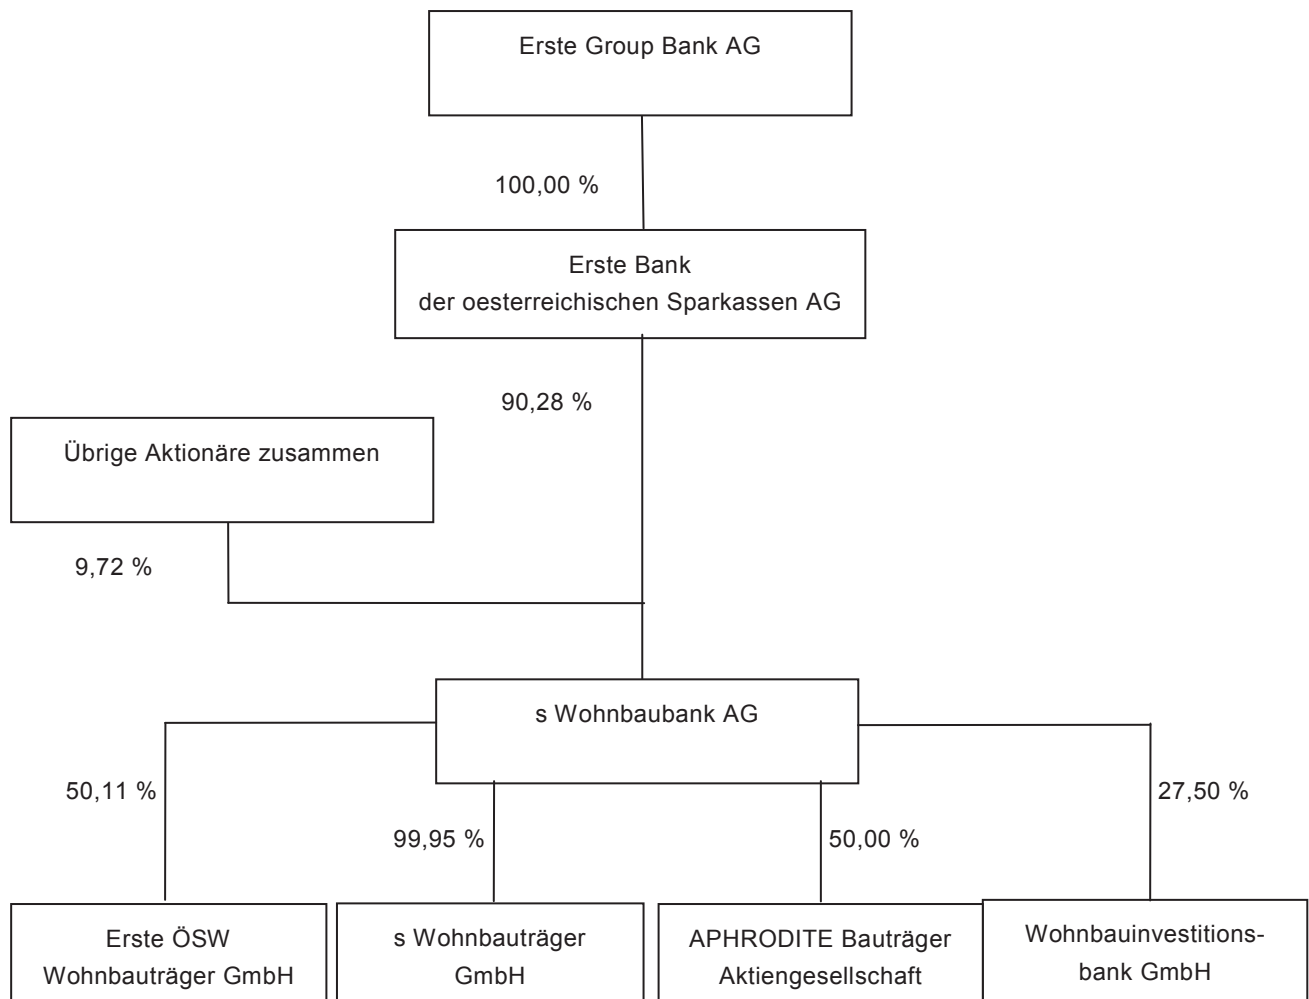 Erste Group Bank AG
100,00 %
Erste Bank
der oesterreichischen Sparkassen AG
90,28 %
Übrige Aktionäre zusammen
9,72 %
s Wohnbaubank AG
50,11 %
27,50 %
99,95 %
50,00 %
Erste ÖSW
Wohnbauträger GmbH
s Wohnbauträger
GmbH
APHRODITE Bauträger
Aktiengesellschaft
Wohnbauinvestitions-
bank GmbH